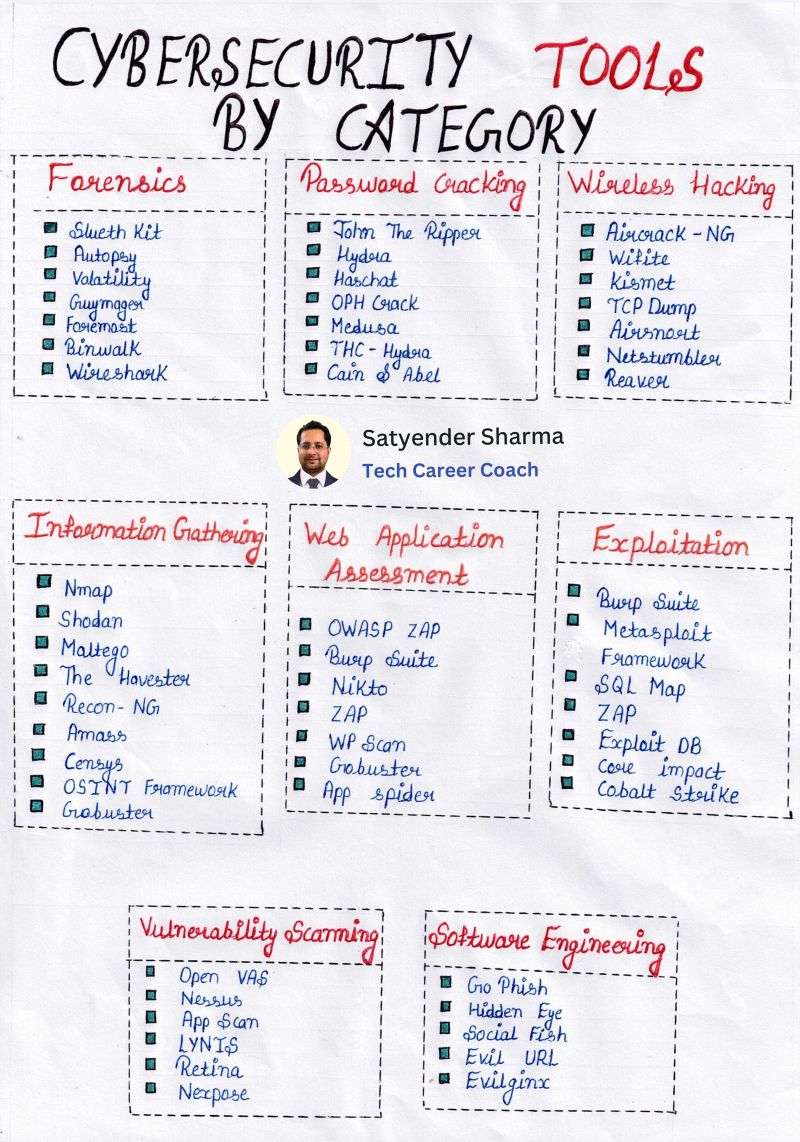 CYBERSECURITY TOOLS
BY CATEGORY
Forensics
Slueth Kit
Autopsy
Volatility
Guymager
Foremost
Binwalk
Wireshark
Password Cracking
John The Ripper
Hydra
Haschat
OPH Crack
Medusa
THC - Hydra
Cain & Abel
Wireless Hacking
Aircrack - NG
Wifite
Kismet
TCP Dump
Airsnort
Netstumbler
Reaver
Satyender Sharma
Tech Career Coach
Information Gathering
Nmap
Shodan
Maltego
The Hovester
Recon- NG
Amass
Censys
OSINT Framework
Gobuster
Web Application
Assessment
OWASP ZAP
Burp Suite
Nikto
ZAP
WP Scan
Gobuster
App spider
Exploitation
Burp Suite
Metasploit
Framework
SQL Map
ZAP
Exploit DB
Core impact
Cobalt Strike
Vulnerability Scanning
Open VAS
Nessus
App Scan
LYNIS
Retina
Nexpose
Software Engineering
Go Phish
Hidden Eye
Social Fish
Evil URL
Evilginx